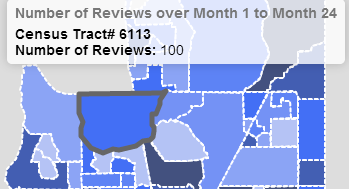 Number of Reviews over Month 1 to Month 24
Census Tract# 6113
Number of Reviews: 100